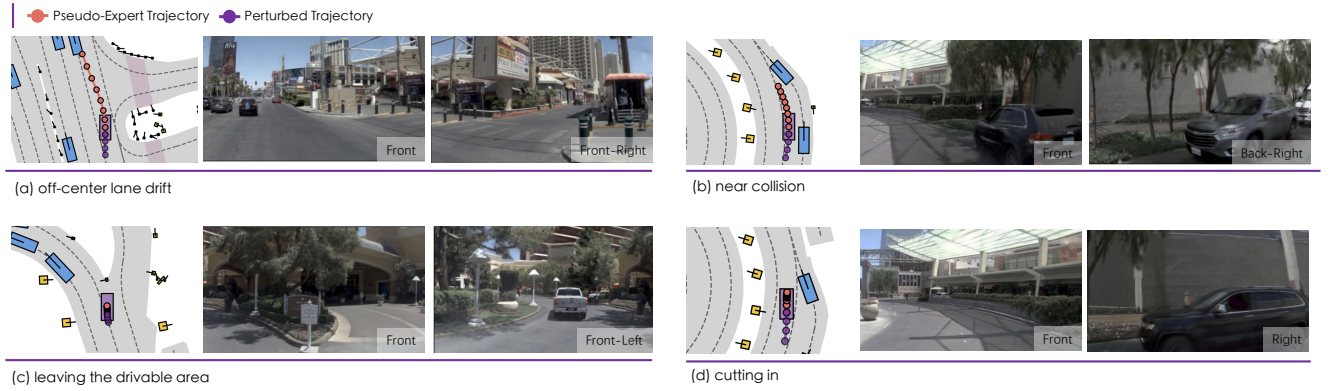 Pseudo-Expert Trajectory Perturbed Trajectory
Front
Front-Right
(a) off-center lane drift
Front
Back-Right
(b) near collision
Front
Front-Left
(c) leaving the drivable area
Front
Right
(d) cutting in